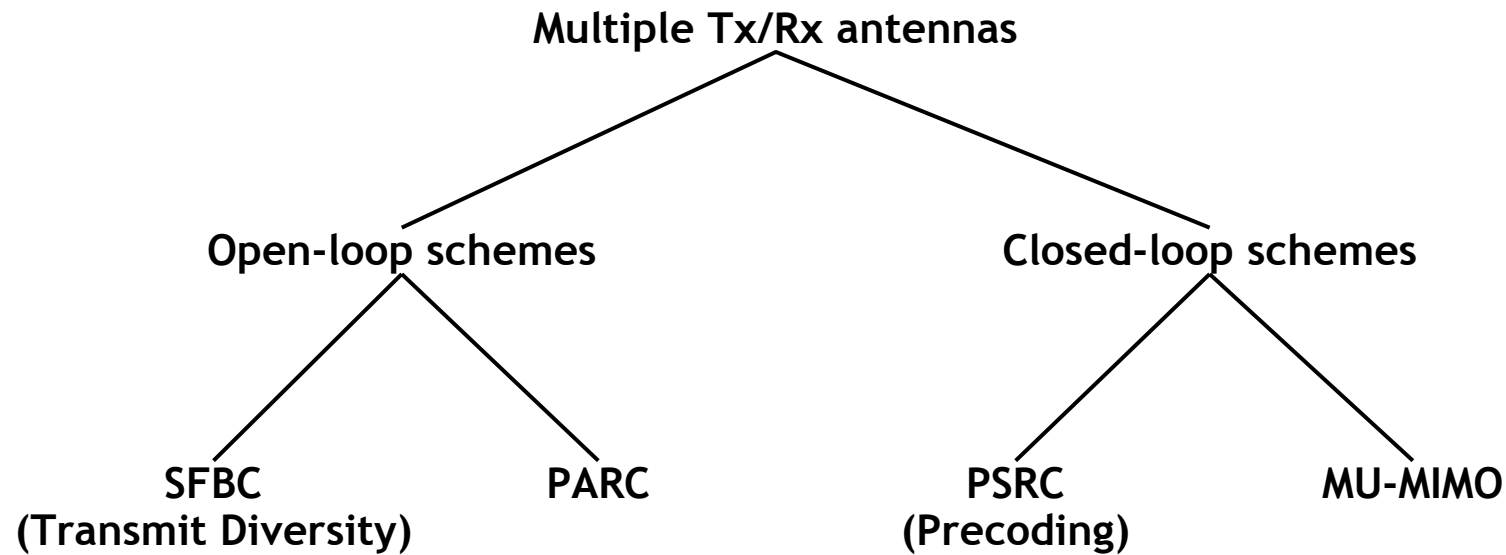 Multiple Tx/Rx antennas
Open-loop schemes
Closed-loop schemes
SFBC
(Transmit Diversity)
PARC
PSRC
(Precoding)
MU-MIMO